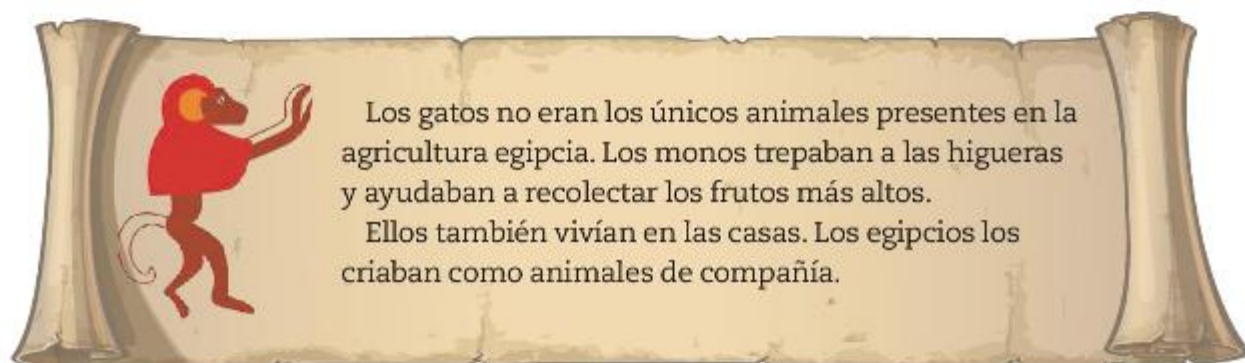 Los gatos no eran los únicos animales presentes en la
agricultura egipcia. Los monos trepaban a las higueras
y ayudaban a recolectar los frutos más altos.
Ellos también vivían en las casas. Los egipcios los
criaban como animales de compañía.